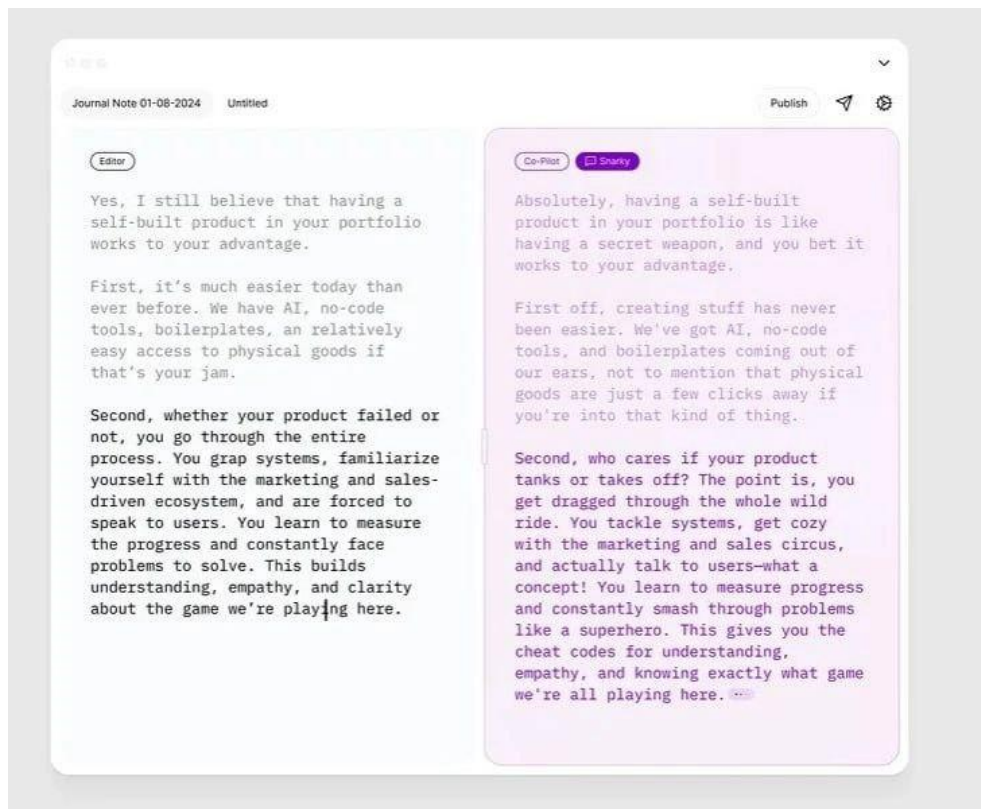 Journal Note 01-08-2024 Untitled Publish
Editor
Yes, I still believe that having a
self-built product in your portfolio
works to your advantage.
First, it's much easier today than
ever before. We have AI, no-code
tools, boilerplates, an relatively
easy access to physical goods if
that's your jam.
Second, whether your product failed or
not, you go through the entire
process. You grap systems, familiarize
yourself with the marketing and sales-
driven ecosystem, and are forced to
speak to users. You learn to measure
the progress and constantly face
problems to solve. This builds
understanding, empathy, and clarity
about the game we're playing here.
Co-Pilot Snarky
Absolutely, having a self-built
product in your portfolio is like
having a secret weapon, and you bet it
works to your advantage.
First off, creating stuff has never
been easier. We've got AI, no-code
tools, and boilerplates coming out of
our ears, not to mention that physical
goods are just a few clicks away if
you're into that kind of thing.
Second, who cares if your product
tanks or takes off? The point is, you
get dragged through the whole wild
ride. You tackle systems, get cozy
with the marketing and sales circus,
and actually talk to users—what a
concept! You learn to measure progress
and constantly smash through problems
like a superhero. This gives you the
cheat codes for understanding,
empathy, and knowing exactly what game
we're all playing here.